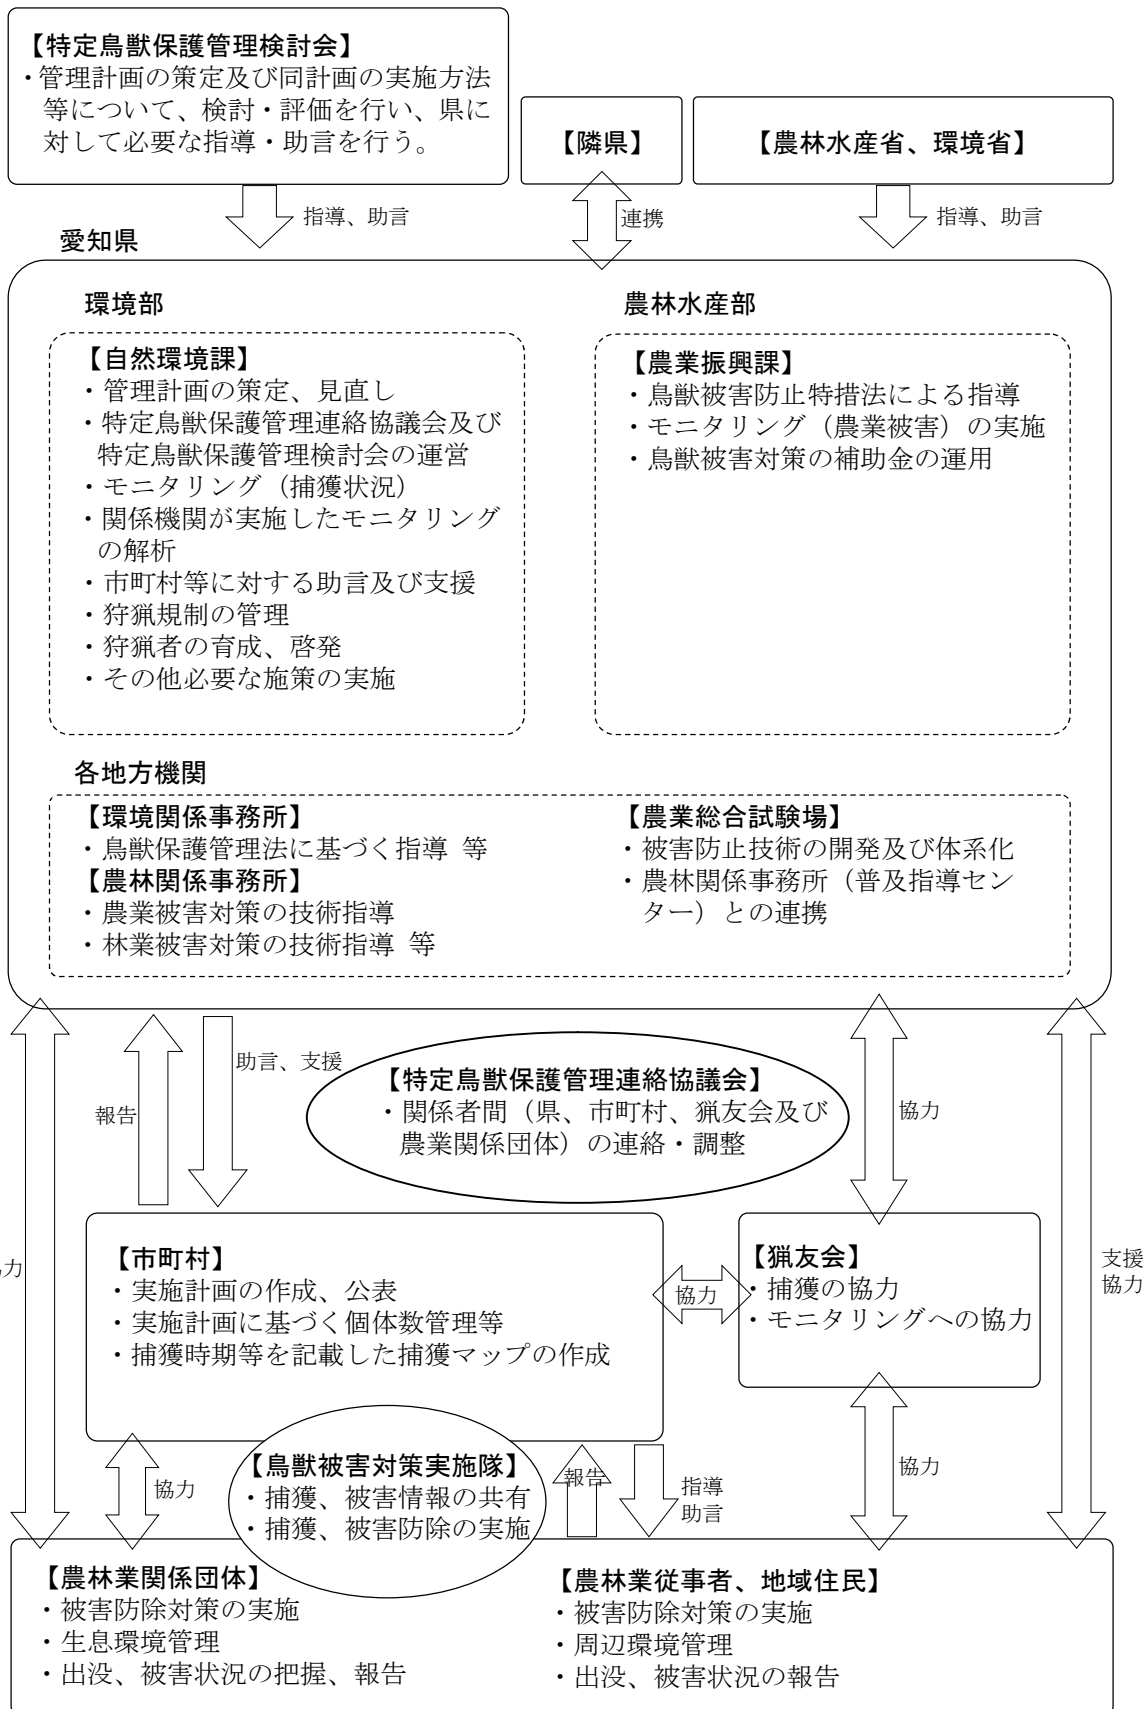 【特定鳥獣保護管理検討会】
・管理計画の策定及び同計画の実施方法
等について、検討・評価を行い、県に
対して必要な指導・助言を行う。
【隣県】
【農林水産省、環境省】
指導、助言
連携
指導、助言
愛知県
環境部
【自然環境課】
・管理計画の策定、見直し
・特定鳥獣保護管理連絡協議会及び
特定鳥獣保護管理検討会の運営
・モニタリング（捕獲状況）
・関係機関が実施したモニタリング
の解析
・市町村等に対する助言及び支援
・狩猟規制の管理
・狩猟者の育成、啓発
・その他必要な施策の実施
農林水産部
【農業振興課】
・鳥獣被害防止特措法による指導
・モニタリング（農業被害）の実施
・鳥獣被害対策の補助金の運用
各地方機関
【環境関係事務所】
・鳥獣保護管理法に基づく指導 等
【農林関係事務所】
・農業被害対策の技術指導
・林業被害対策の技術指導 等
【農業総合試験場】
・被害防止技術の開発及び体系化
・農林関係事務所（普及指導セン
ター）との連携
報告
助言、支援
【特定鳥獣保護管理連絡協議会】
・関係者間（県、市町村、猟友会及び
農業関係団体）の連絡・調整
協力
力
【市町村】
・実施計画の作成、公表
・実施計画に基づく個体数管理等
・捕獲時期等を記載した捕獲マップの作成
協力
【猟友会】
・捕獲の協力
・モニタリングへの協力
支援
協力
協力
【鳥獣被害対策実施隊】
・捕獲、被害情報の共有
・捕獲、被害防除の実施
報告
指導
助言
協力
【農林業関係団体】
・被害防除対策の実施
・生息環境管理
・出没、被害状況の把握、報告
【農林業従事者、地域住民】
・被害防除対策の実施
・周辺環境管理
・出没、被害状況の報告